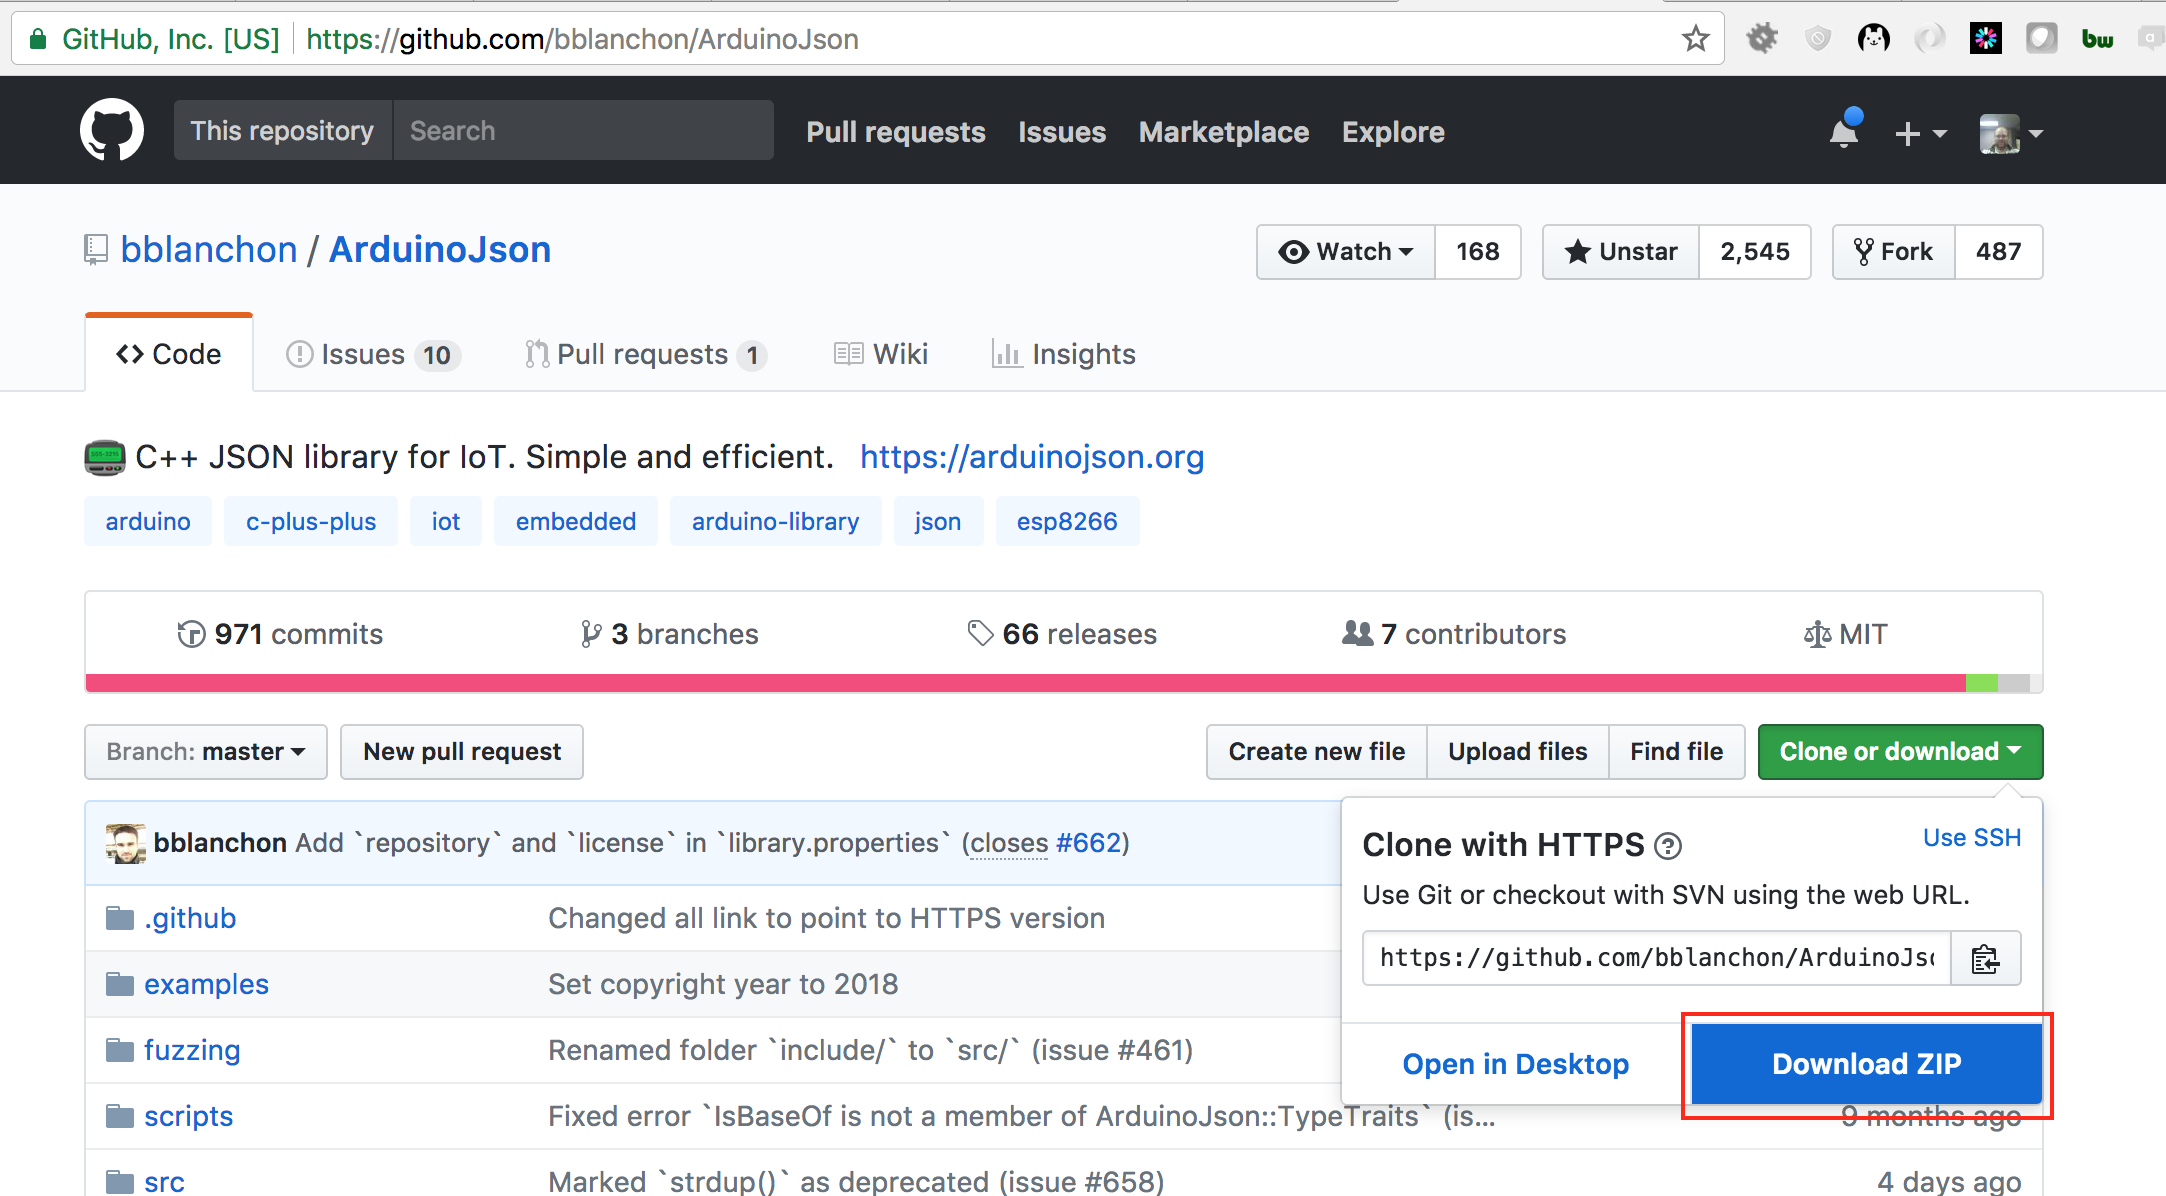 GitHub, Inc. [US] https://github.com/bblanchon/ArduinoJson
bw
a
This repository Search Pull requests Issues Marketplace Explore
bblanchon / ArduinoJson Watch 168 Unstar 2,545 Fork 487
Code Issues 10 Pull requests 1 Wiki Insights
C++ JSON library for IoT. Simple and efficient. https://arduinojson.org
arduino c-plus-plus iot embedded arduino-library json esp8266
971 commits 3 branches 66 releases 7 contributors MIT
Branch: master New pull request Create new file Upload files Find file Clone or download
bblanchon Add `repository` and `license` in `library.properties` (closes #662)
Clone with HTTPS Use SSH
Use Git or checkout with SVN using the web URL.
https://github.com/bblanchon/ArduinoJso
Open in Desktop Download ZIP
.github Changed all link to point to HTTPS version
examples Set copyright year to 2018
fuzzing Renamed folder `include/` to `src/` (issue #461)
scripts Fixed error `IsBaseOf is not a member of ArduinoJson::TypeTraits` (is... 9 months ago
src Marked `strdup()` as deprecated (issue #658) 4 days ago